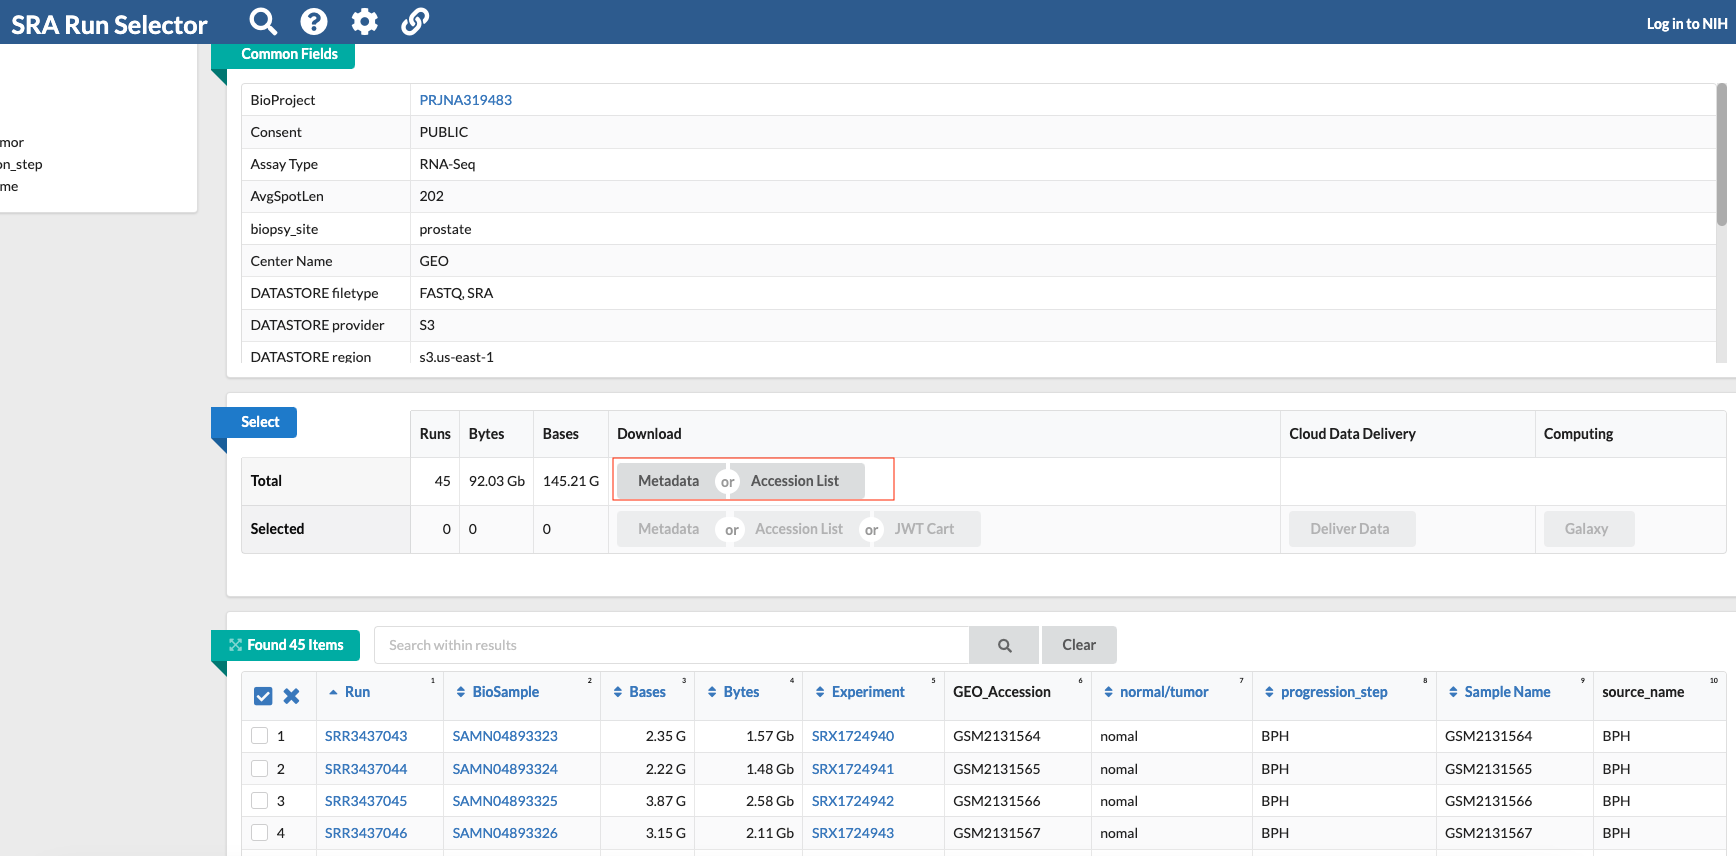 SRA Run Selector Log in to NIH
Common Fields
mor
on_step
me
BioProject PRJNA319483
Consent PUBLIC
Assay Type RNA-Seq
AvgSpotLen 202
biopsy_site prostate
Center Name GEO
DATASTORE filetype FASTQ, SRA
DATASTORE provider S3
DATASTORE region s3.us-east-1
Select Runs Bytes Bases Download Cloud Data Delivery Computing
Total 45 92.03 Gb 145.21 G Metadata or Accession List
Selected 0 0 0 Metadata or Accession List or JWT Cart Deliver Data Galaxy
Found 45 Items Search within results Clear
Run 1 BioSample 2 Bases 3 Bytes 4 Experiment 5 GEO_Accession 6 normal/tumor 7 progression_step 8 Sample Name 9 source_name 10
1 SRR3437043 SAMN04893323 2.35 G 1.57 Gb SRX1724940 GSM2131564 nomal BPH GSM2131564 BPH
2 SRR3437044 SAMN04893324 2.22 G 1.48 Gb SRX1724941 GSM2131565 nomal BPH GSM2131565 BPH
3 SRR3437045 SAMN04893325 3.87 G 2.58 Gb SRX1724942 GSM2131566 nomal BPH GSM2131566 BPH
4 SRR3437046 SAMN04893326 3.15 G 2.11 Gb SRX1724943 GSM2131567 nomal BPH GSM2131567 BPH